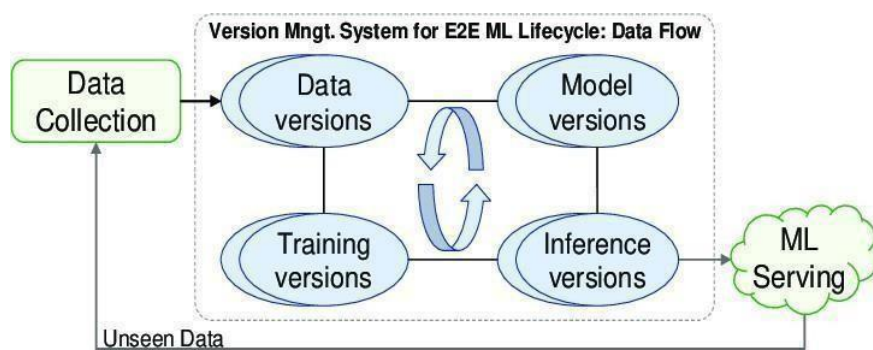 Version Mngt. System for E2E ML Lifecycle: Data Flow
Data
Collection
Data
versions
Model
versions
Training
versions
Inference
versions
ML
Serving
Unseen Data